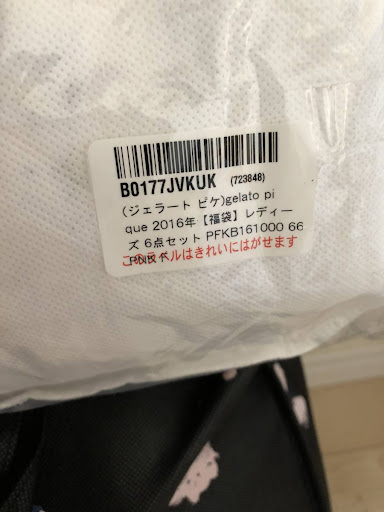 B0177JVKUK (723848)
(ジェラート ピケ)gelato pi
que 2016年【福袋】レディー
ズ 6点セット PFKB161000 66
このラベルはきれいにはがせます